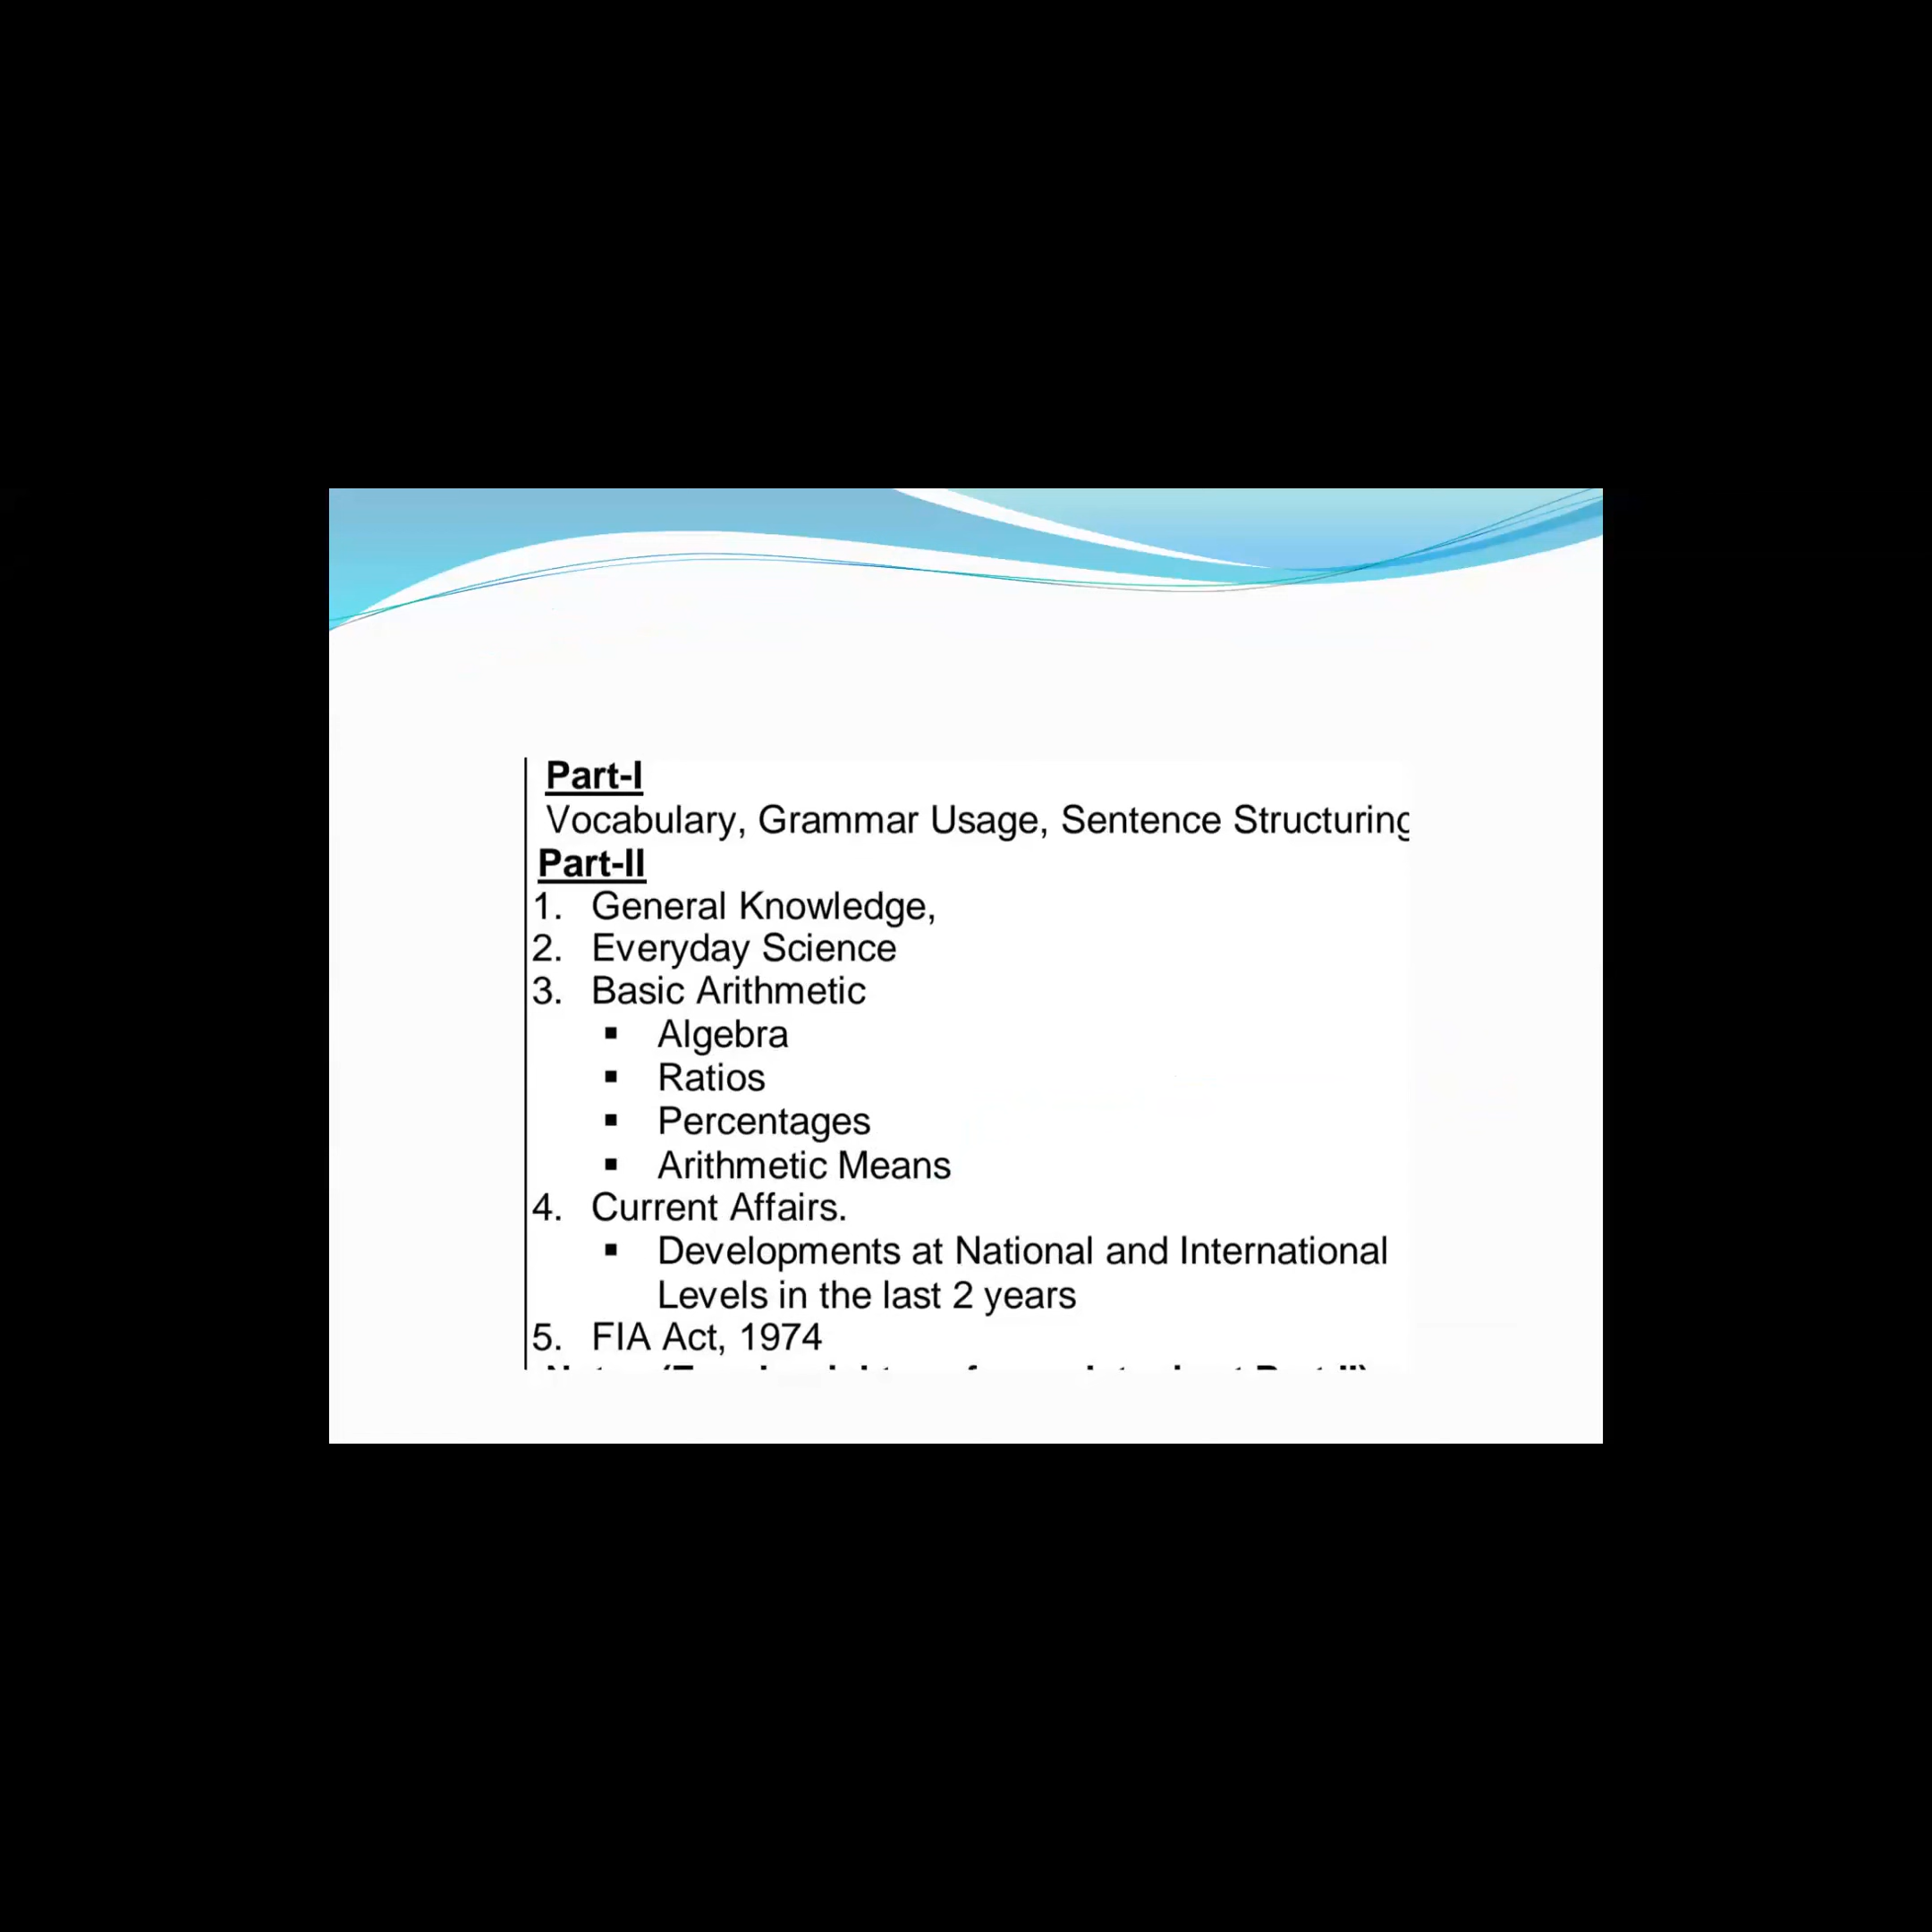 Part-I
Vocabulary, Grammar Usage, Sentence Structuring
Part-II
1. General Knowledge,
2. Everyday Science
3. Basic Arithmetic
▪ Algebra
▪ Ratios
▪ Percentages
▪ Arithmetic Means
4. Current Affairs.
▪ Developments at National and International
Levels in the last 2 years
5. FIA Act, 1974